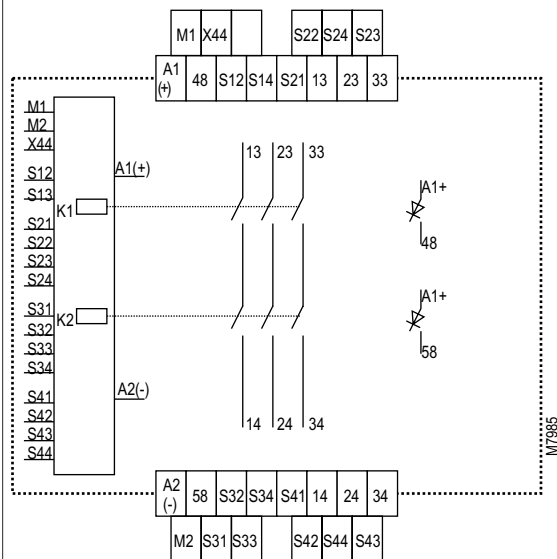 M1 X44 S22 S24 S23
A1 (+) 48 S12 S14 S21 13 23 33
M1
M2
X44
S12
S13
S21
S22
S23
S24
S31
S32
S33
S34
S41
S42
S43
S44
A1(+)
K1
K2
A2(-)
13 23 33
14 24 34
A1+
48
A1+
58
M7985
A2 (-) 58 S32 S34 S41 14 24 34
M2 S31 S33 S42 S44 S43